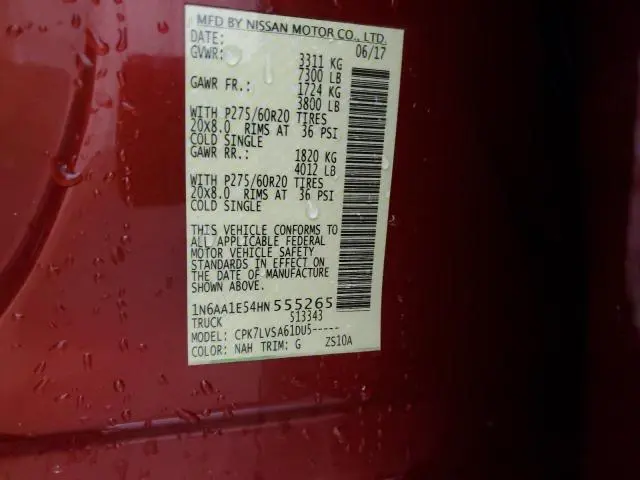 MFD BY NISSAN MOTOR CO., LTD.
DATE: 06/17
GVWR: 3311 KG
7300 LB
GAWR FR.: 1724 KG
3800 LB
WITH P275/60R20 TIRES
20X8.0 RIMS AT 36 PSI
COLD SINGLE
GAWR RR.: 1820 KG
4012 LB
WITH P275/60R20 TIRES
20X8.0 RIMS AT 36 PSI
COLD SINGLE
THIS VEHICLE CONFORMS TO
ALL APPLICABLE FEDERAL
MOTOR VEHICLE SAFETY
STANDARDS IN EFFECT ON
THE DATE OF MANUFACTURE
SHOWN ABOVE.
1N6AA1E54HN555265
TRUCK S13343
MODEL: CPK7LVSA61DU5-----
COLOR: NAH TRIM: G ZS10A